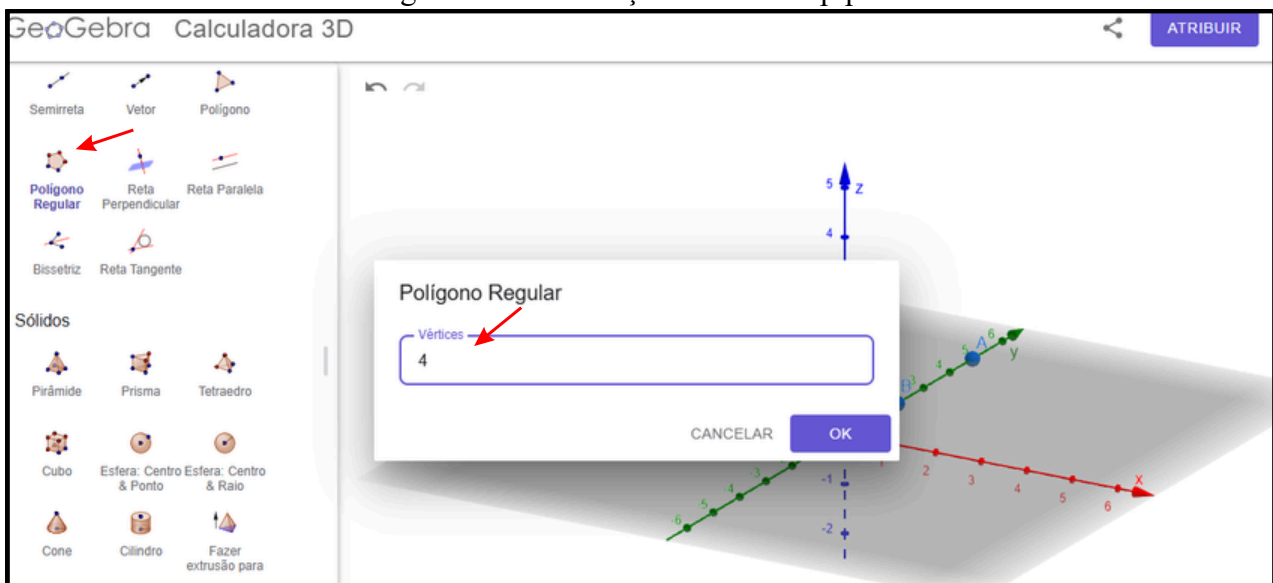 GeoGebra Calculadora 3D
ATRIBUIR
Semirreta Vetor Polígono
Polígono Regular
Reta Perpendicular
Reta Paralela
Bissetriz Reta Tangente
Sólidos
Pirâmide Prisma Tetraedro
Cubo
Esfera: Centro & Ponto
Esfera: Centro & Raio
Cone Cilindro
Fazer extrusão para
Polígono Regular
Vértices
4
CANCELAR OK
5 z
4
6
5 A
y
4
B 3
-1
-2
-3
-4
-5
-6
2
3
4
5
6
x